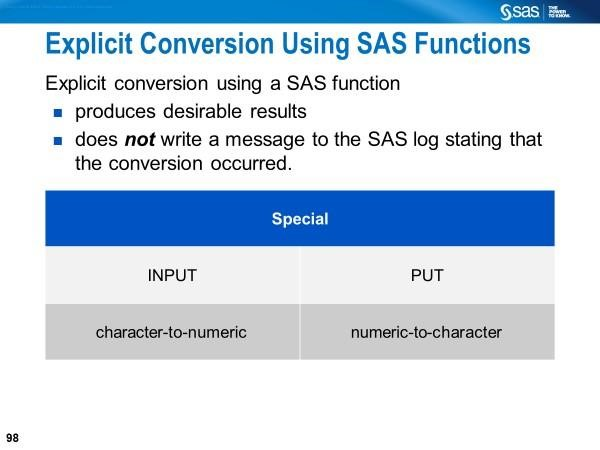 sas THE
POWER
TO KNOW.
Explicit Conversion Using SAS Functions
Explicit conversion using a SAS function
produces desirable results
does not write a message to the SAS log stating that
the conversion occurred.
Special
INPUT PUT
character-to-numeric numeric-to-character
98